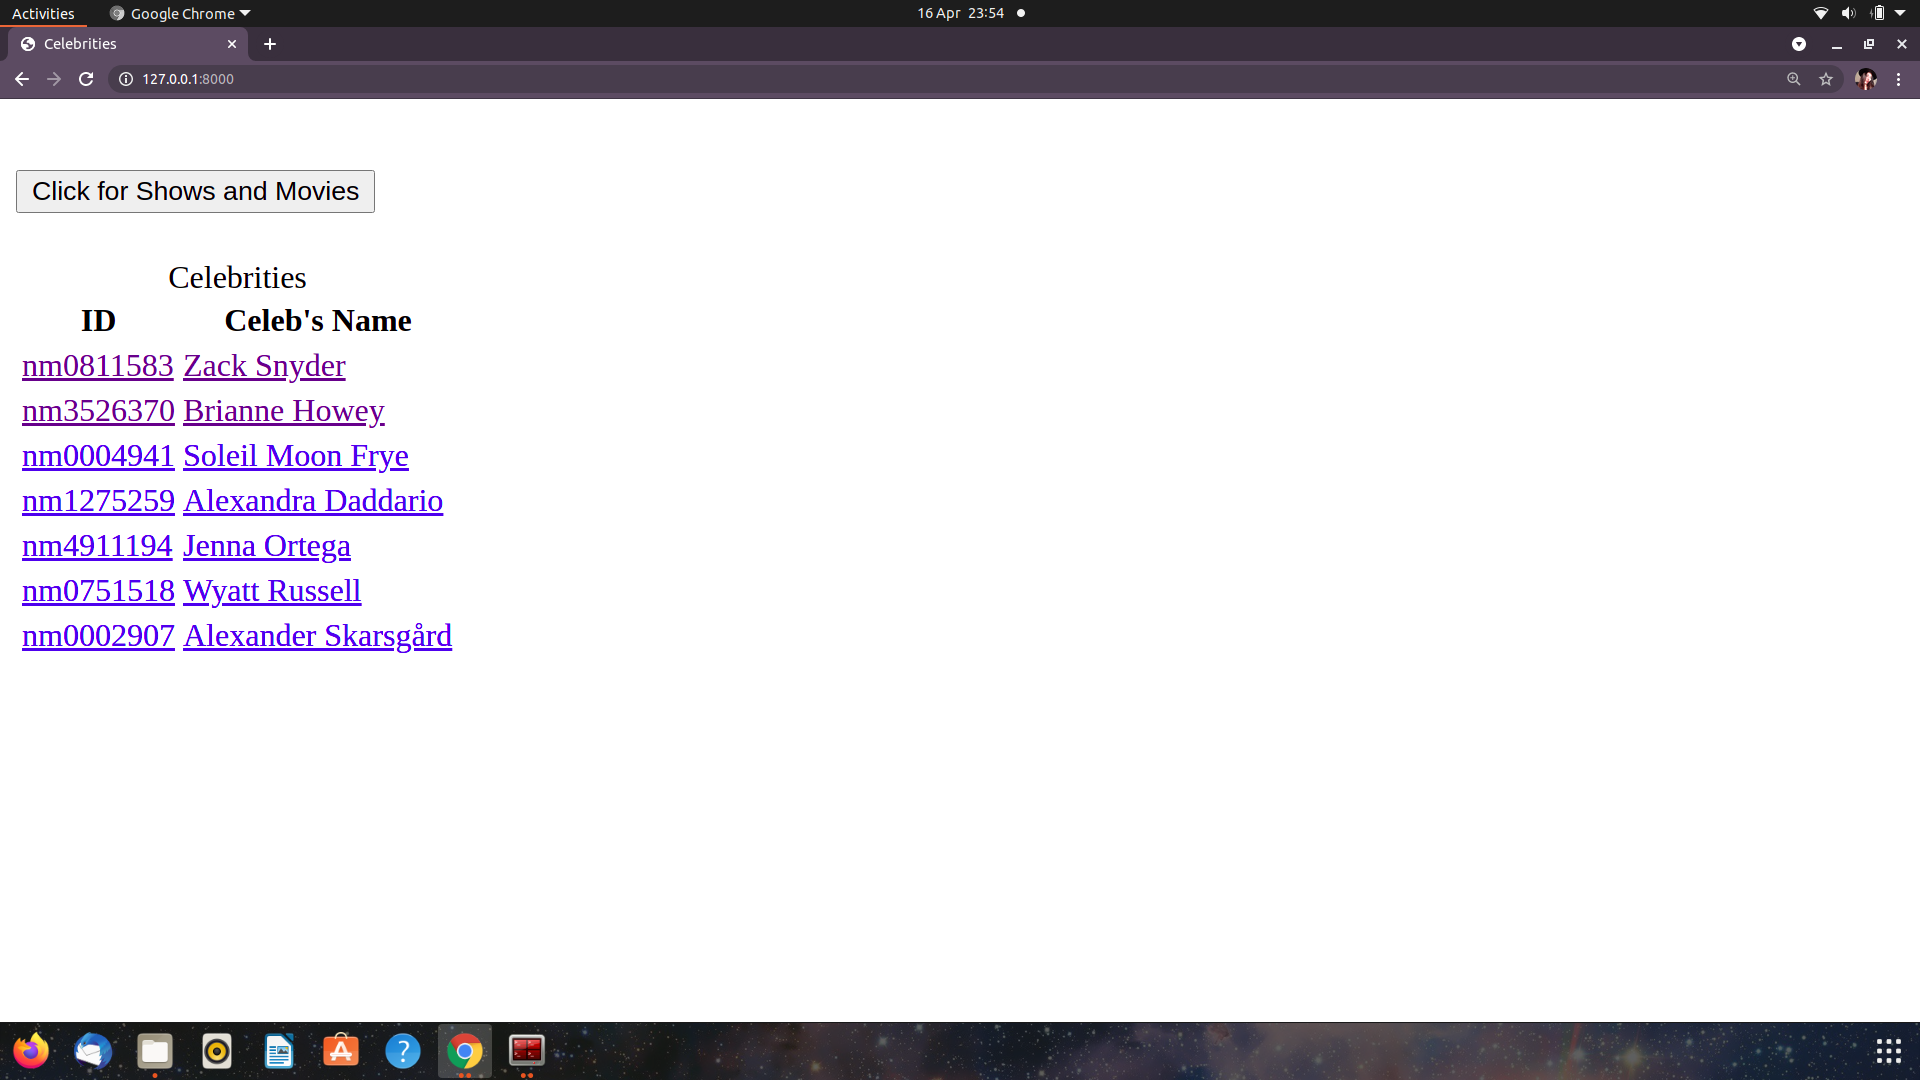 Activities Google Chrome 16 Apr 23:54
Celebrities
127.0.0.1:8000
Click for Shows and Movies
Celebrities
ID Celeb's Name
nm0811583 Zack Snyder
nm3526370 Brianne Howey
nm0004941 Soleil Moon Frye
nm1275259 Alexandra Daddario
nm4911194 Jenna Ortega
nm0751518 Wyatt Russell
nm0002907 Alexander Skarsgård